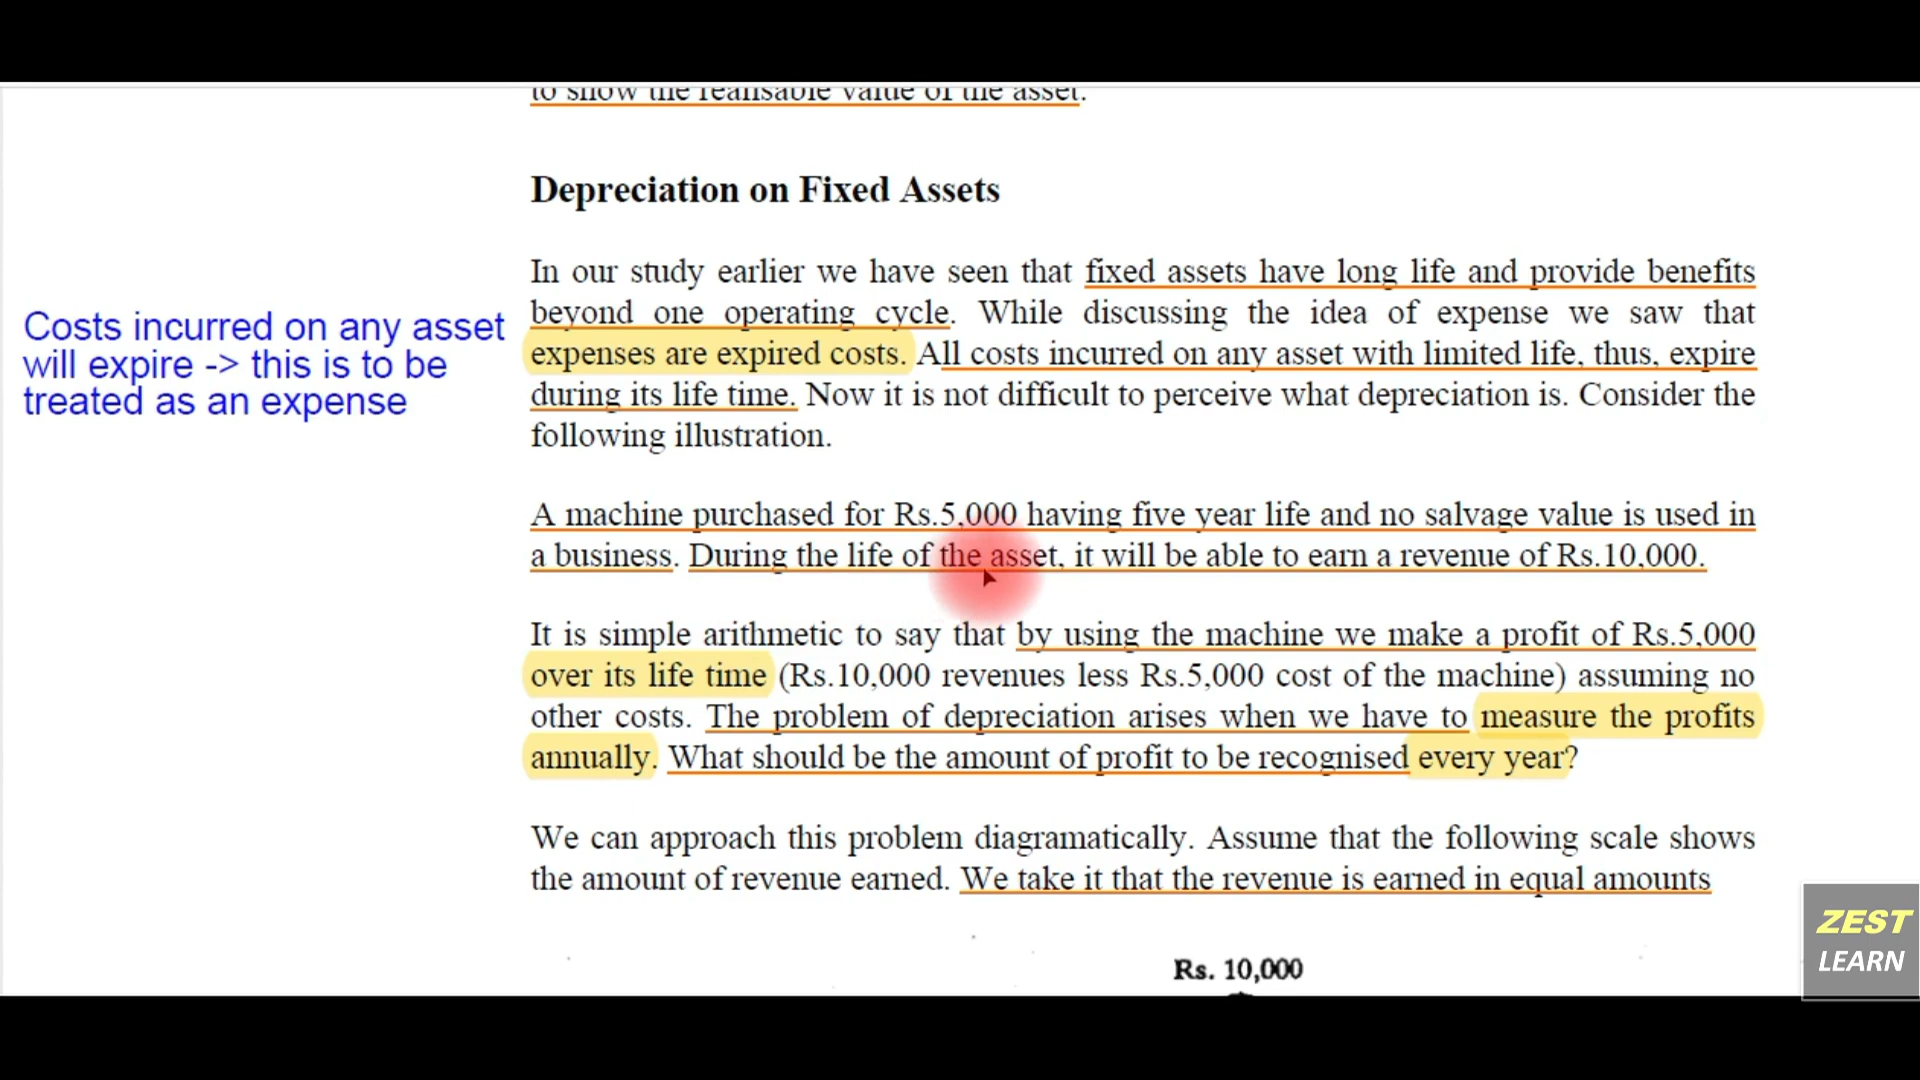 to show the realisable value of the asset.
Depreciation on Fixed Assets
In our study earlier we have seen that fixed assets have long life and provide benefits
beyond one operating cycle. While discussing the idea of expense we saw that
expenses are expired costs. All costs incurred on any asset with limited life, thus, expire
during its life time. Now it is not difficult to perceive what depreciation is. Consider the
following illustration.
Costs incurred on any asset
will expire -> this is to be
treated as an expense
A machine purchased for Rs.5,000 having five year life and no salvage value is used in
a business. During the life of the asset, it will be able to earn a revenue of Rs.10,000.
It is simple arithmetic to say that by using the machine we make a profit of Rs.5,000
over its life time (Rs.10,000 revenues less Rs.5,000 cost of the machine) assuming no
other costs. The problem of depreciation arises when we have to measure the profits
annually. What should be the amount of profit to be recognised every year?
We can approach this problem diagramatically. Assume that the following scale shows
the amount of revenue earned. We take it that the revenue is earned in equal amounts
Rs. 10,000
ZEST
LEARN